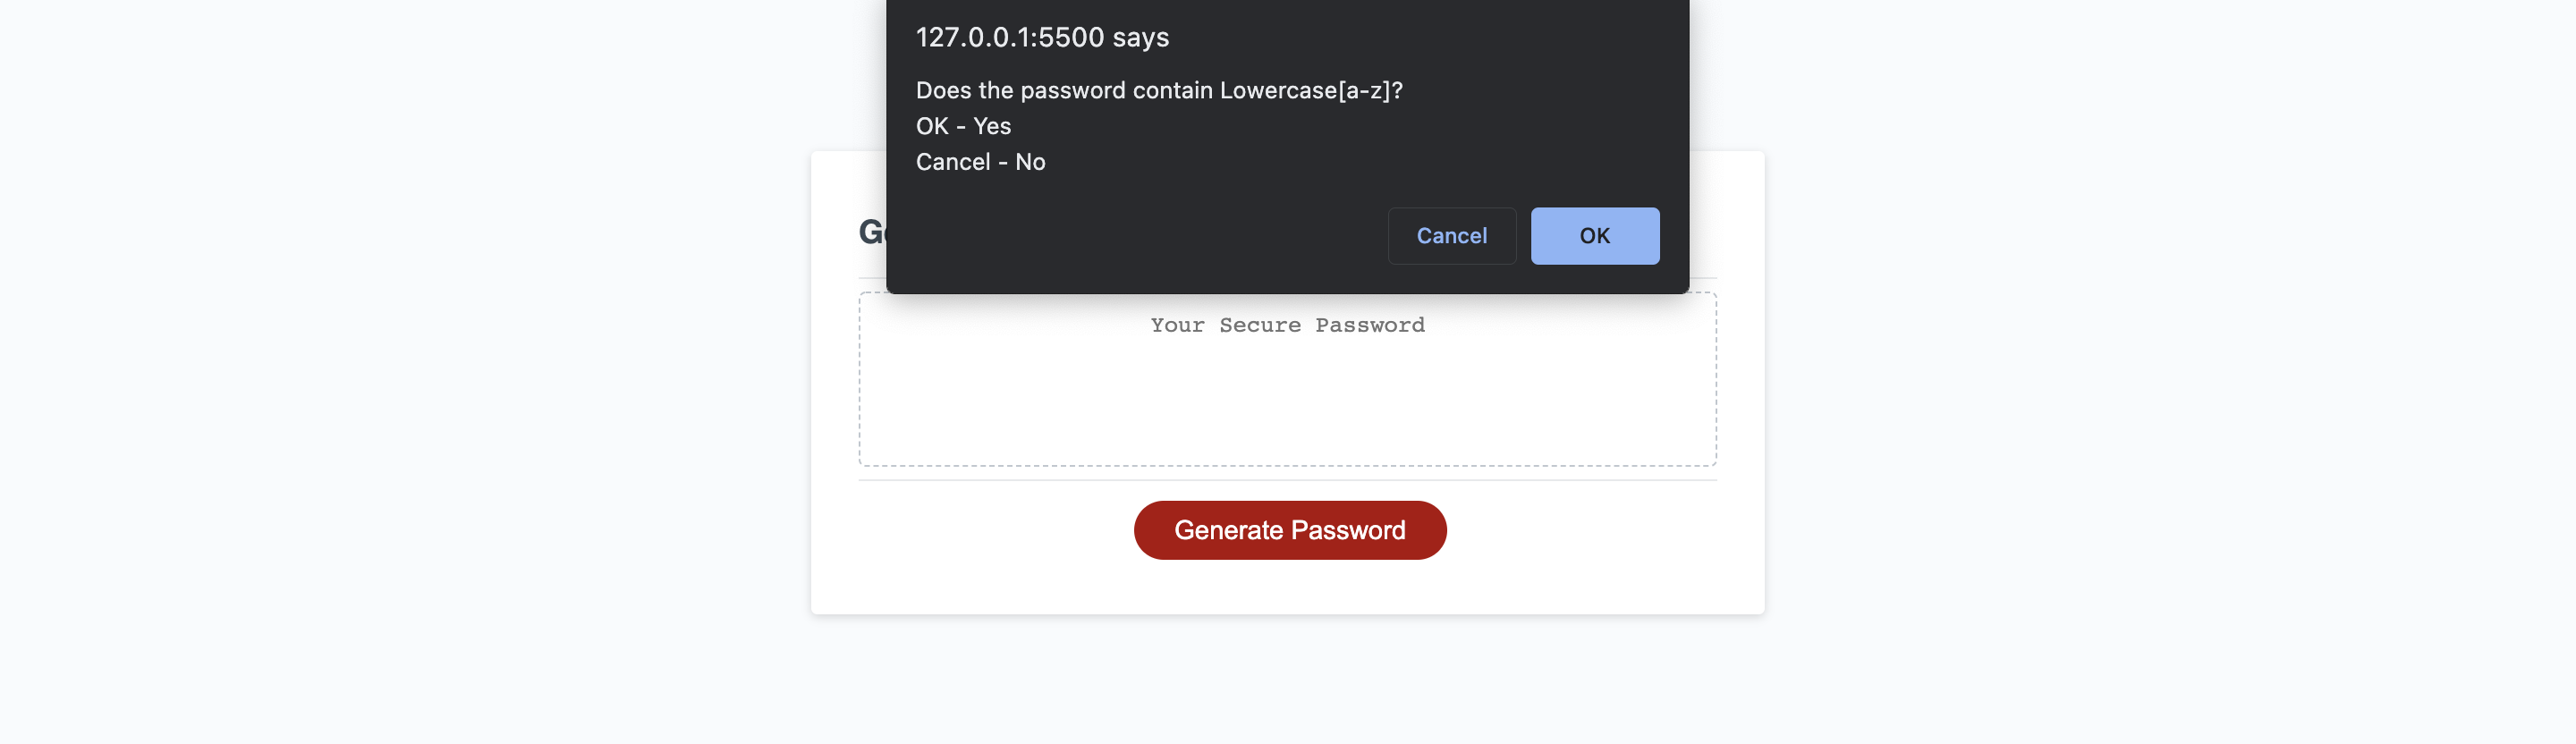 127.0.0.1:5500 says
Does the password contain Lowercase[a-z]?
OK - Yes
Cancel - No
Cancel
OK
Your Secure Password
Generate Password